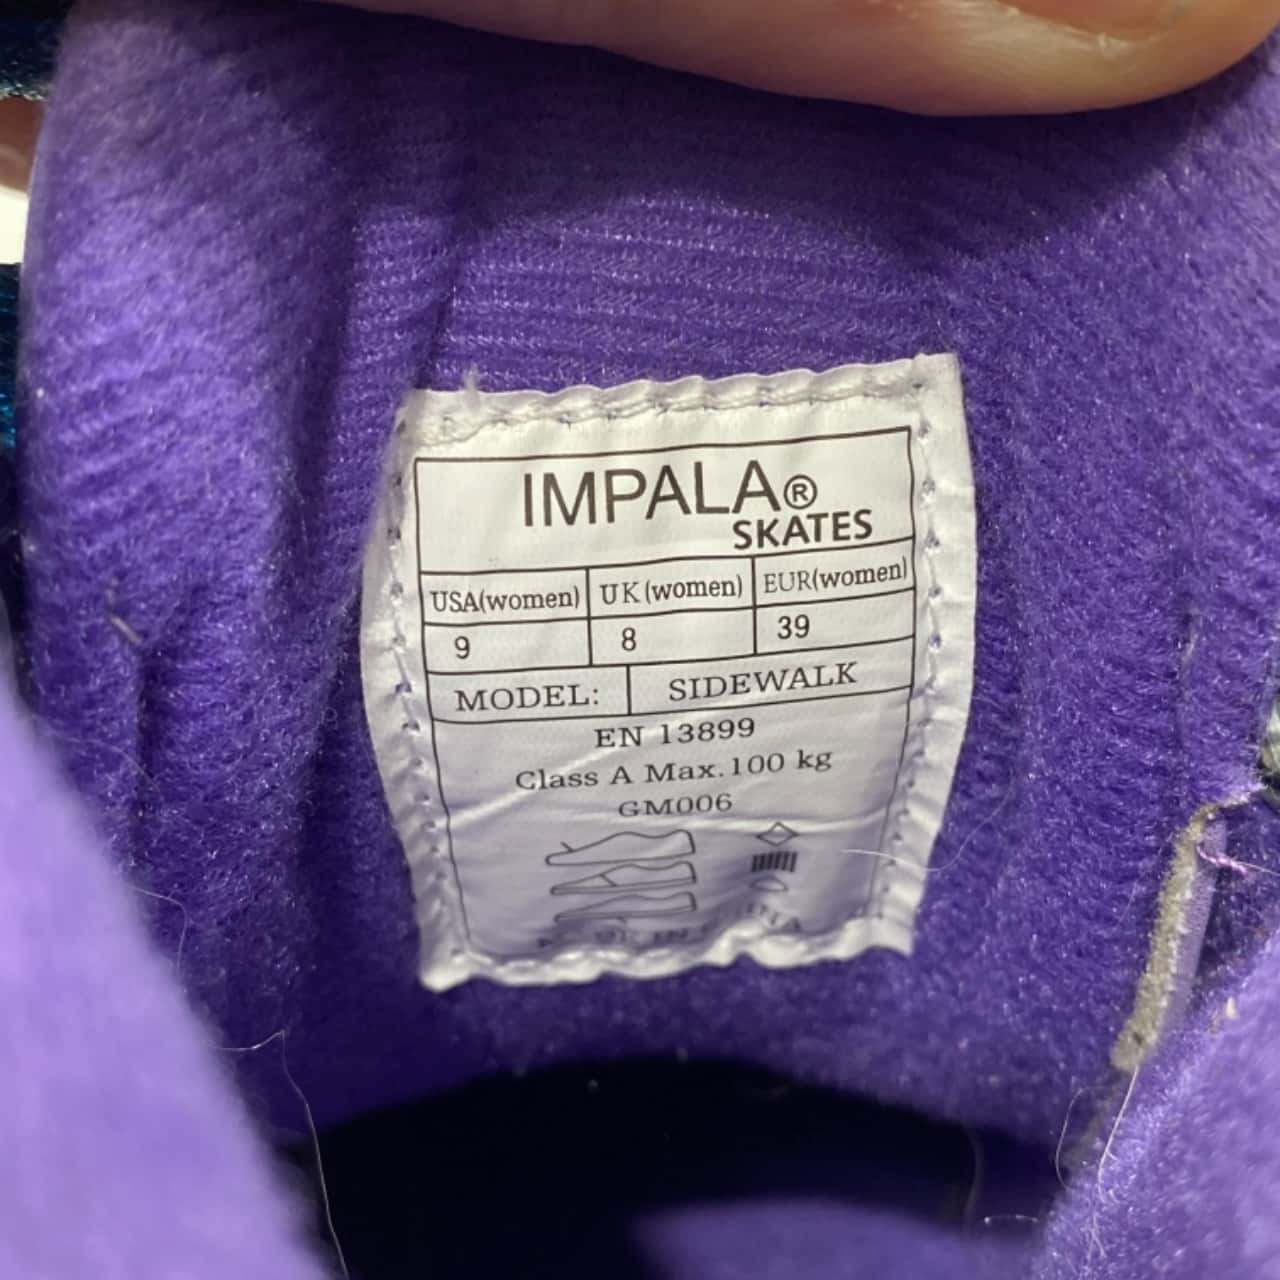 IMPALA®
SKATES
USA(women) UK(women) EUR(women)
9 8 39
MODEL: SIDEWALK
EN 13899
Class A Max.100 kg
GM006